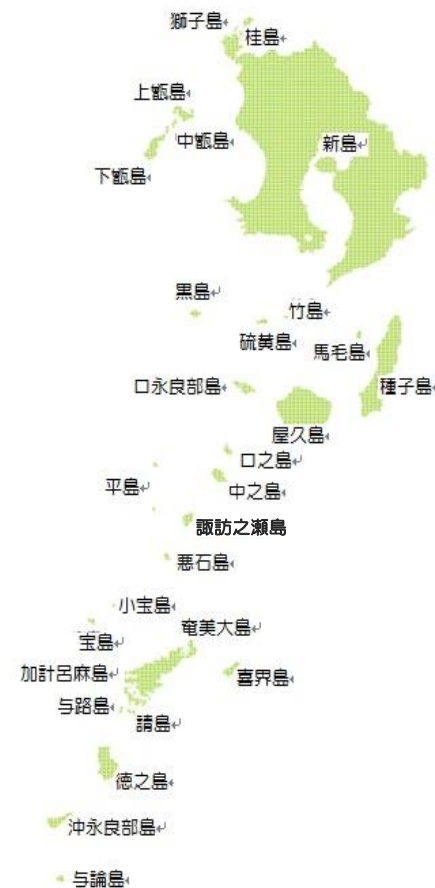 獅子島
桂島
上甑島
中甑島
新島
下甑島
黒島
竹島
硫黄島
馬毛島
口永良部島
種子島
屋久島
口之島
平島
中之島
諏訪之瀬島
悪石島
小宝島
奄美大島
宝島
加計呂麻島
喜界島
与路島
請島
徳之島
沖永良部島
与論島